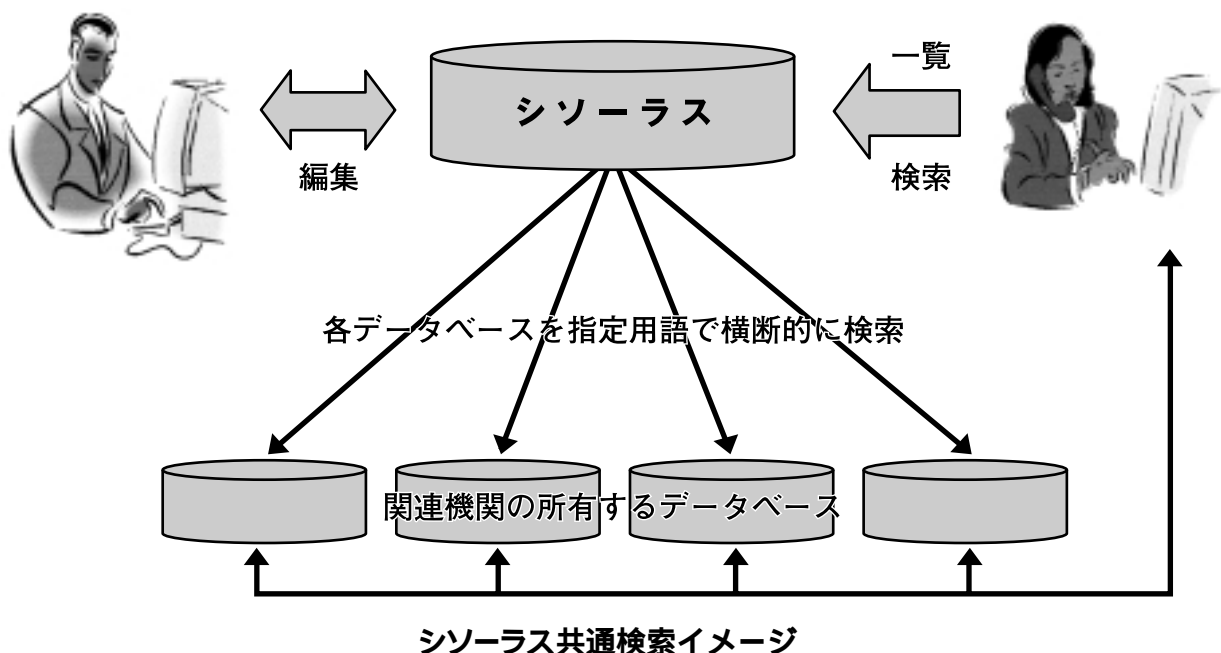 シソーラス
一覧
検索
編集
各データベースを指定用語で横断的に検索
関連機関の所有するデータベース
シソーラス共通検索イメージ